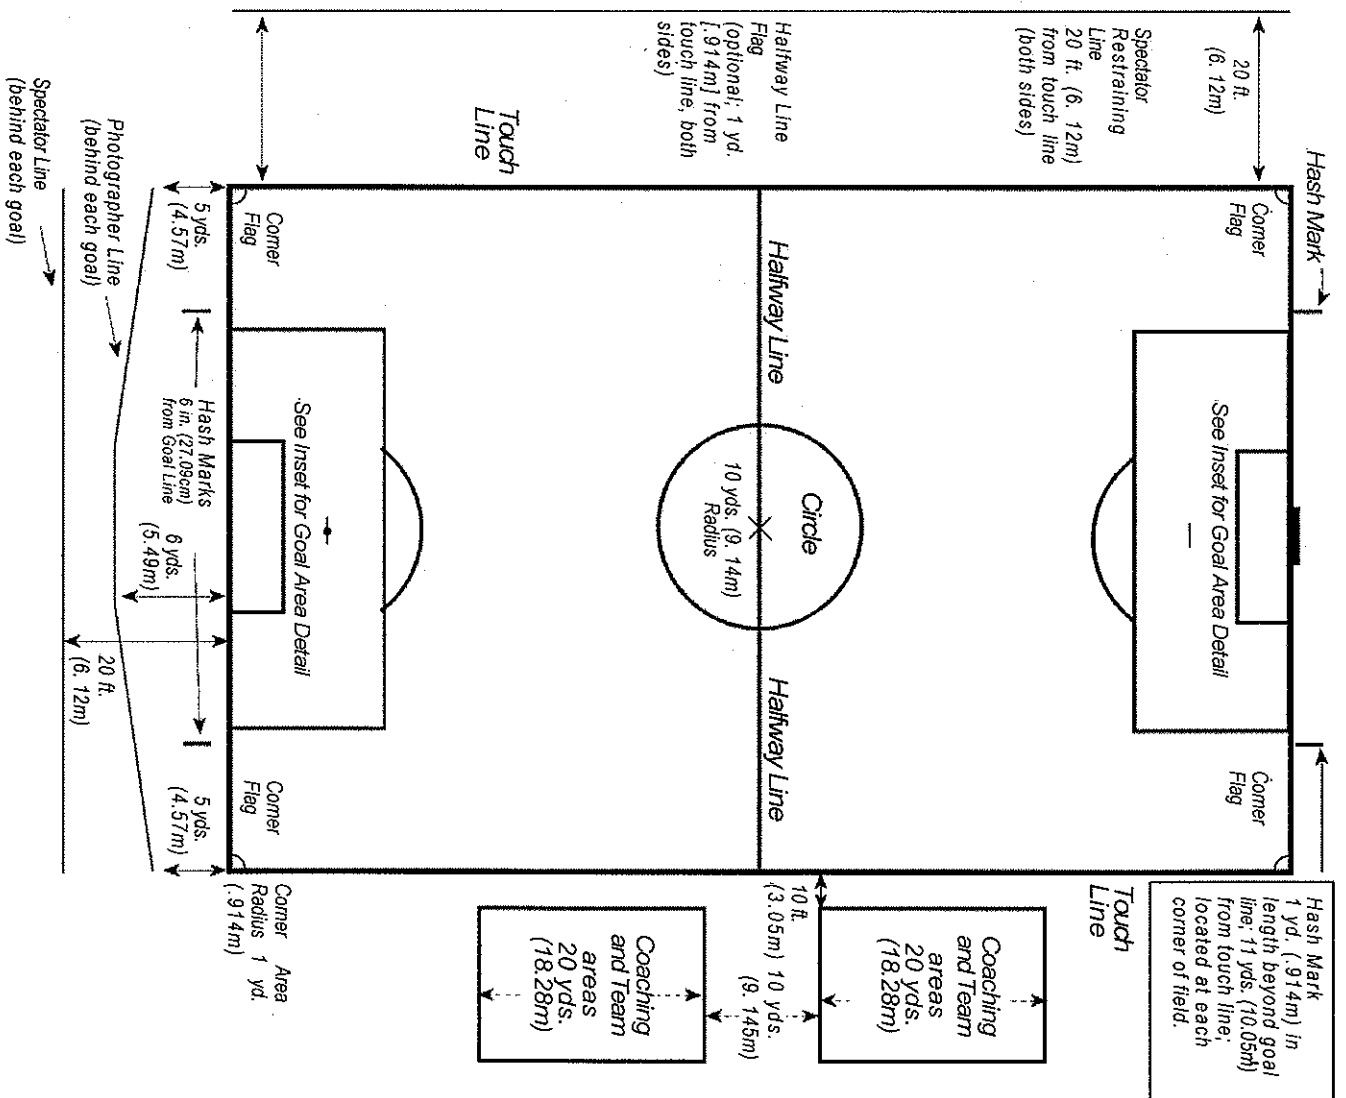 Hash Mark
20 ft.
(6. 12m)
Spectator
Restraining
Line
20 ft. (6. 12m)
from touch line
(both sides)
Halfway Line
Flag
(optional; 1 yd.
[.914m] from
touch line, both
sides)
Touch
Line
Corner
Flag
See Inset for Goal Area Detail
Corner
Flag
Hash Mark
1 yd. (.914m) in
length beyond goal
line; 11 yds. (10.05m)
from touch line;
located at each
corner of field.
Touch
Line
Halfway Line
Circle
10 yds. (9. 14m)
Radius
Halfway Line
Coaching
and Team
areas
20 yds.
(18.28m)
10 ft.
(3.05m)
10 yds.
(9. 145m)
Coaching
and Team
areas
20 yds.
(18.28m)
Corner
Flag
See Inset for Goal Area Detail
Corner
Flag
Corner Area
Radius 1 yd.
(.914m)
5 yds.
(4.57m)
Hash Marks
6 in. (27.09cm)
from Goal Line
6 yds.
(5.49m)
20 ft.
(6. 12m)
5 yds.
(4.57m)
Photographer Line
(behind each goal)
Spectator Line
(behind each goal)